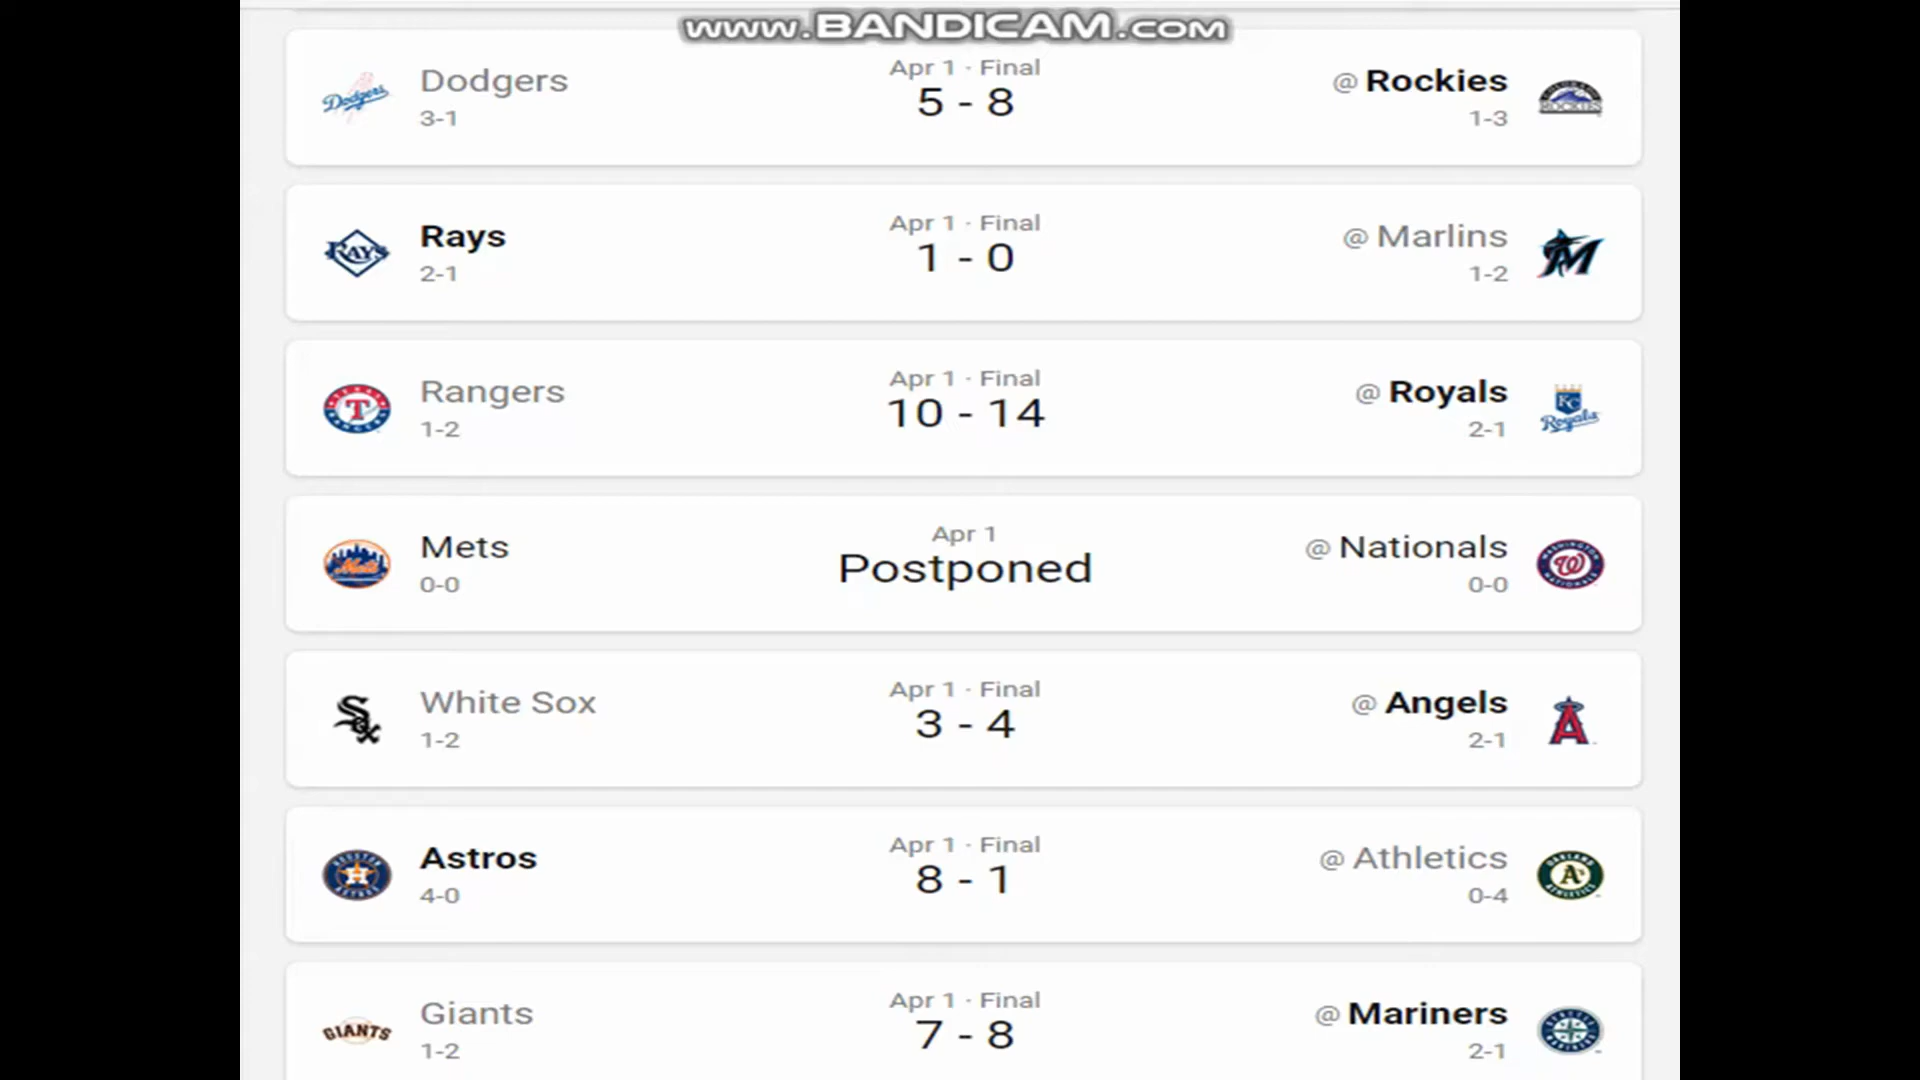 www.BANDICAM.com
Dodgers
3-1
Apr 1 · Final
5 - 8
@ Rockies
1-3
Rays
2-1
Apr 1 · Final
1 - 0
@ Marlins
1-2
Rangers
1-2
Apr 1 · Final
10 - 14
@ Royals
2-1
Mets
0-0
Apr 1
Postponed
@ Nationals
0-0
White Sox
1-2
Apr 1 · Final
3 - 4
@ Angels
2-1
Astros
4-0
Apr 1 · Final
8 - 1
@ Athletics
0-4
Giants
1-2
Apr 1 · Final
7 - 8
@ Mariners
2-1